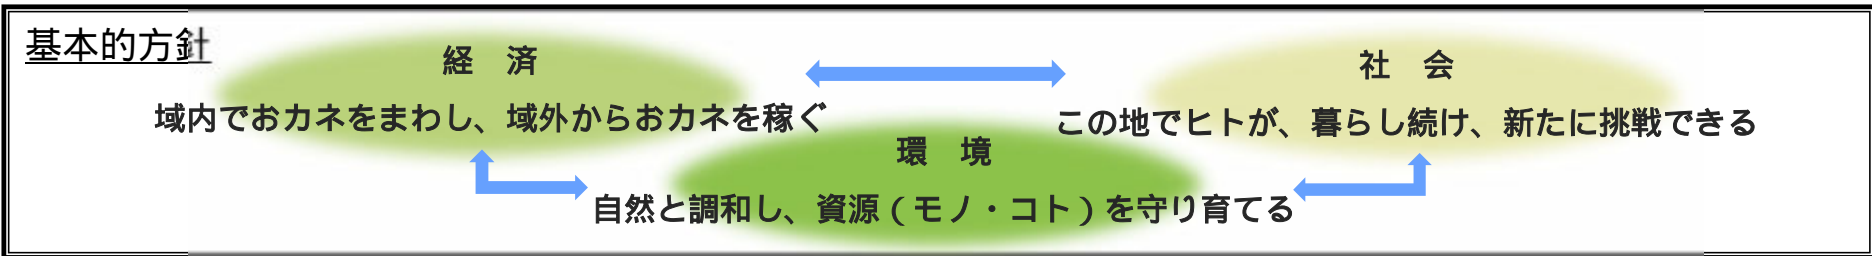 基本的方針
経　済
域内でおカネをまわし、域外からおカネを稼ぐ
社　会
この地でヒトが、暮らし続け、新たに挑戦できる
環　境
自然と調和し、資源（モノ・コト）を守り育てる